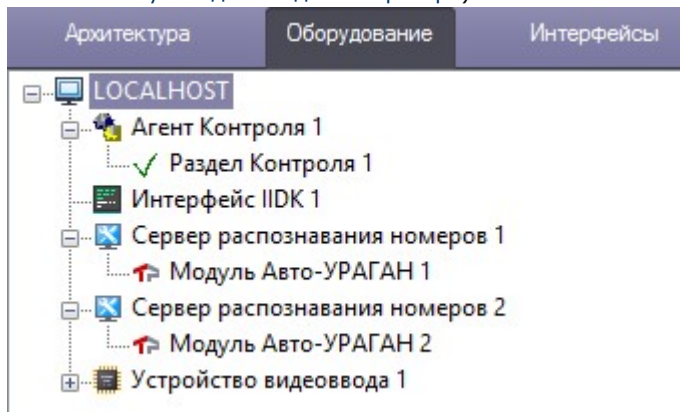 Архитектура Оборудование Интерфейсы
LOCALHOST
Агент Контроля 1
Раздел Контроля 1
Интерфейс IIDK 1
Сервер распознавания номеров 1
Модуль Авто-УРАГАН 1
Сервер распознавания номеров 2
Модуль Авто-УРАГАН 2
Устройство видеоввода 1